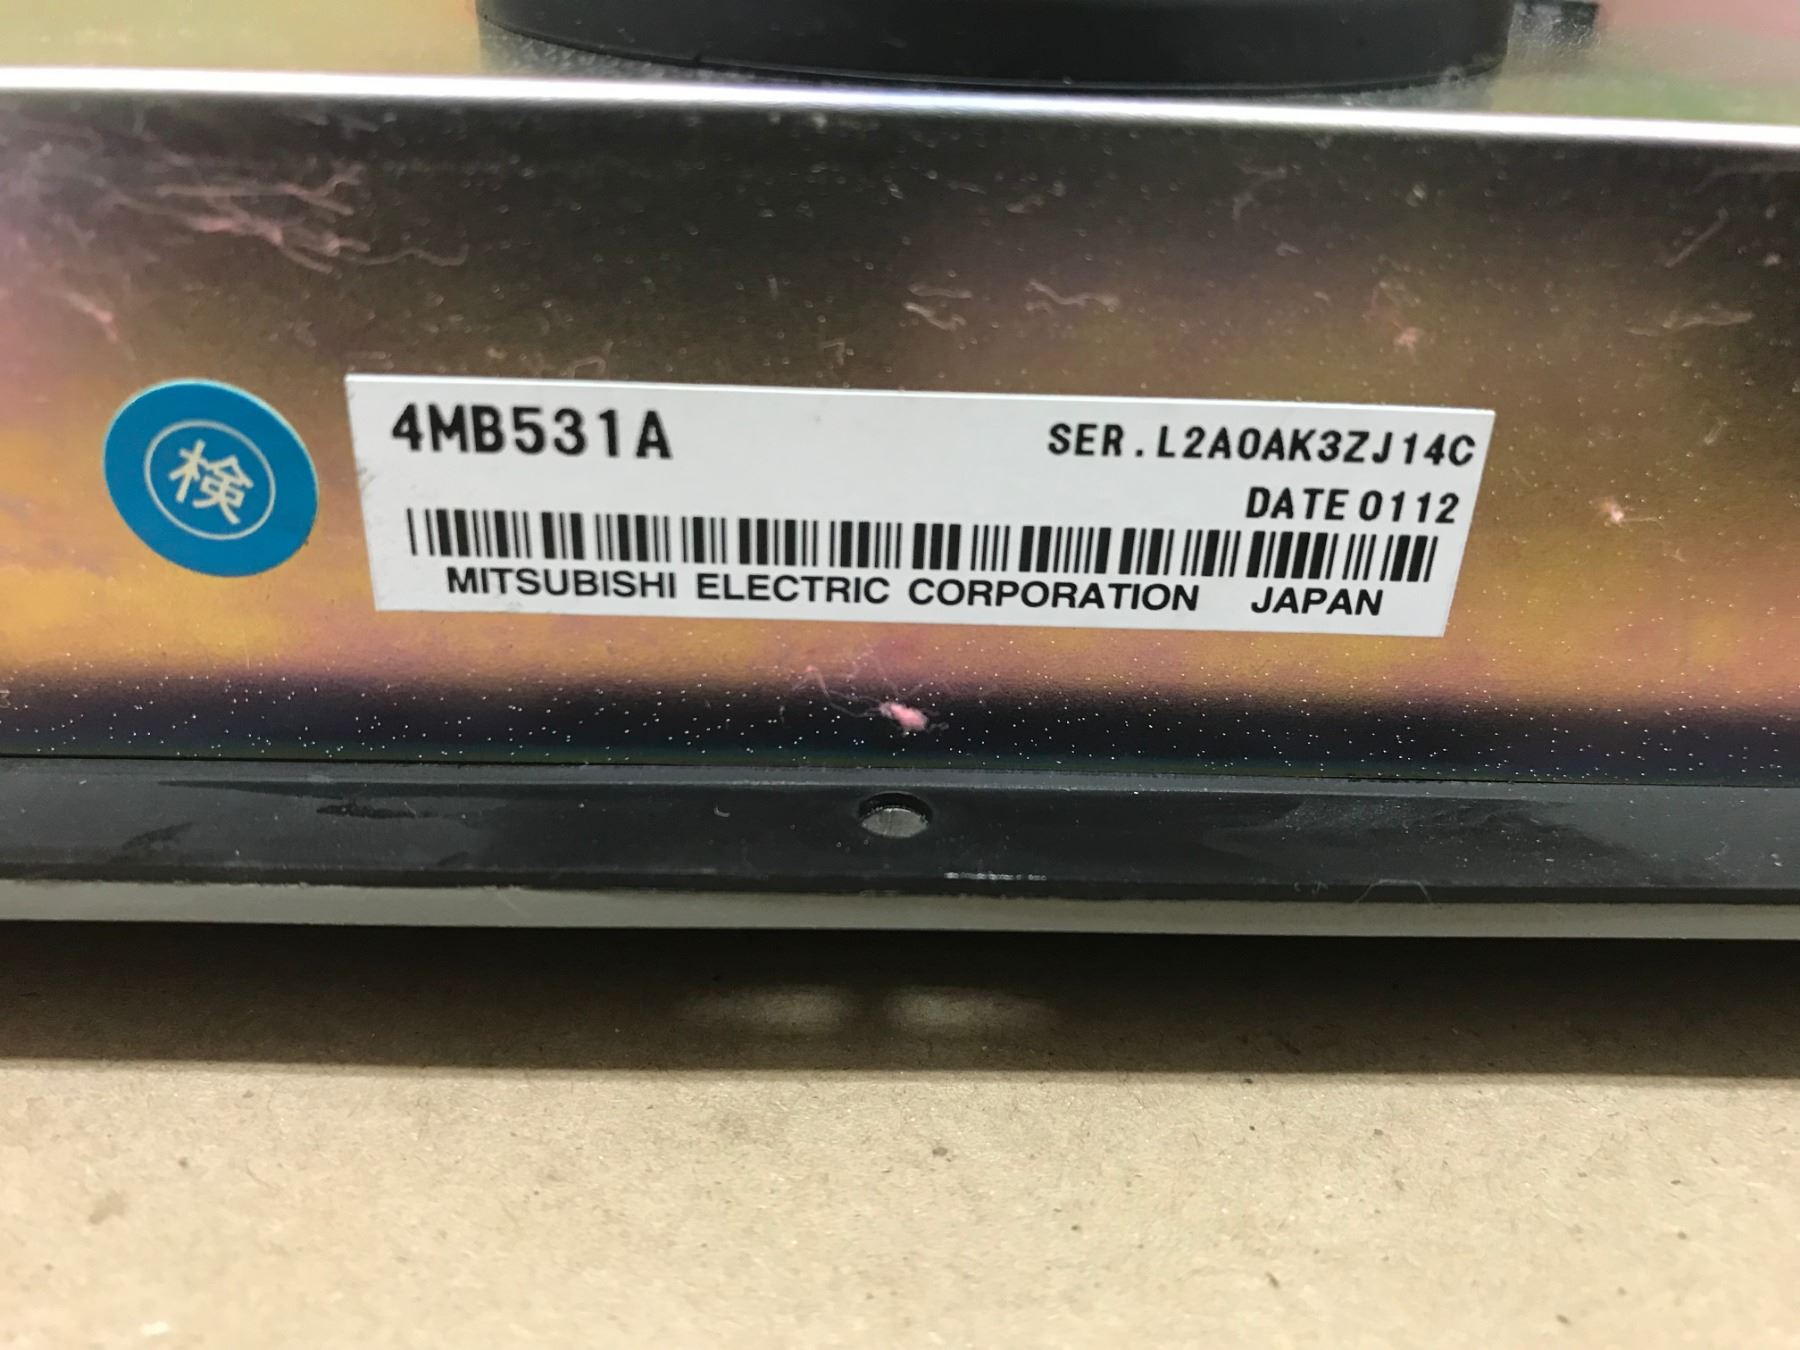 検
4MB531A
SER.L2A0AK3ZJ14C
DATE 0112
MITSUBISHI ELECTRIC CORPORATION JAPAN